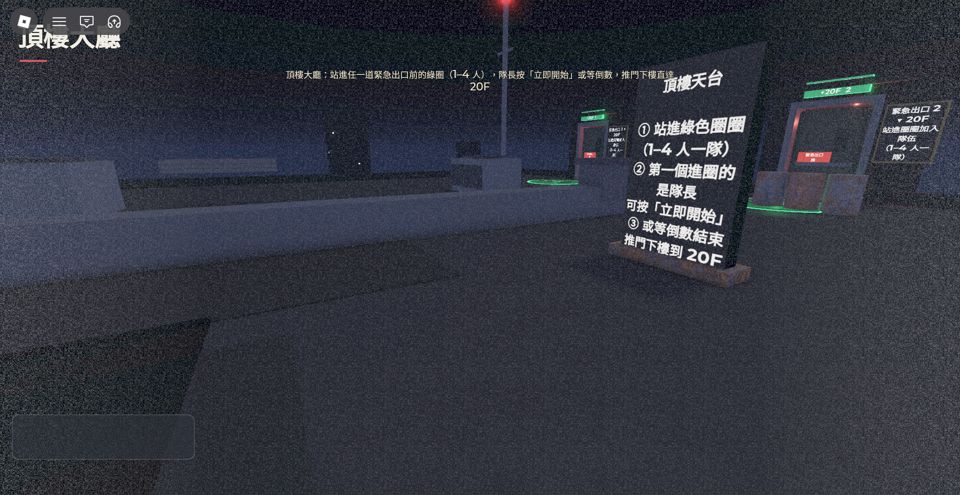 頂樓大廳
頂樓大廳：站進任一道緊急出口前的綠圈（1–4 人），隊長按「立即開始」或等倒數，推門下樓直達
20F
頂樓天台
① 站進綠色圈圈
（1–4 人一隊）
② 第一個進圈的
是隊長
可按「立即開始」
③ 或等倒數結束
推門下樓到 20F
20F 2
緊急出口 2
▼ 20F
站進圈圈加入
隊伍
（1–4 人一
隊）
緊急出口